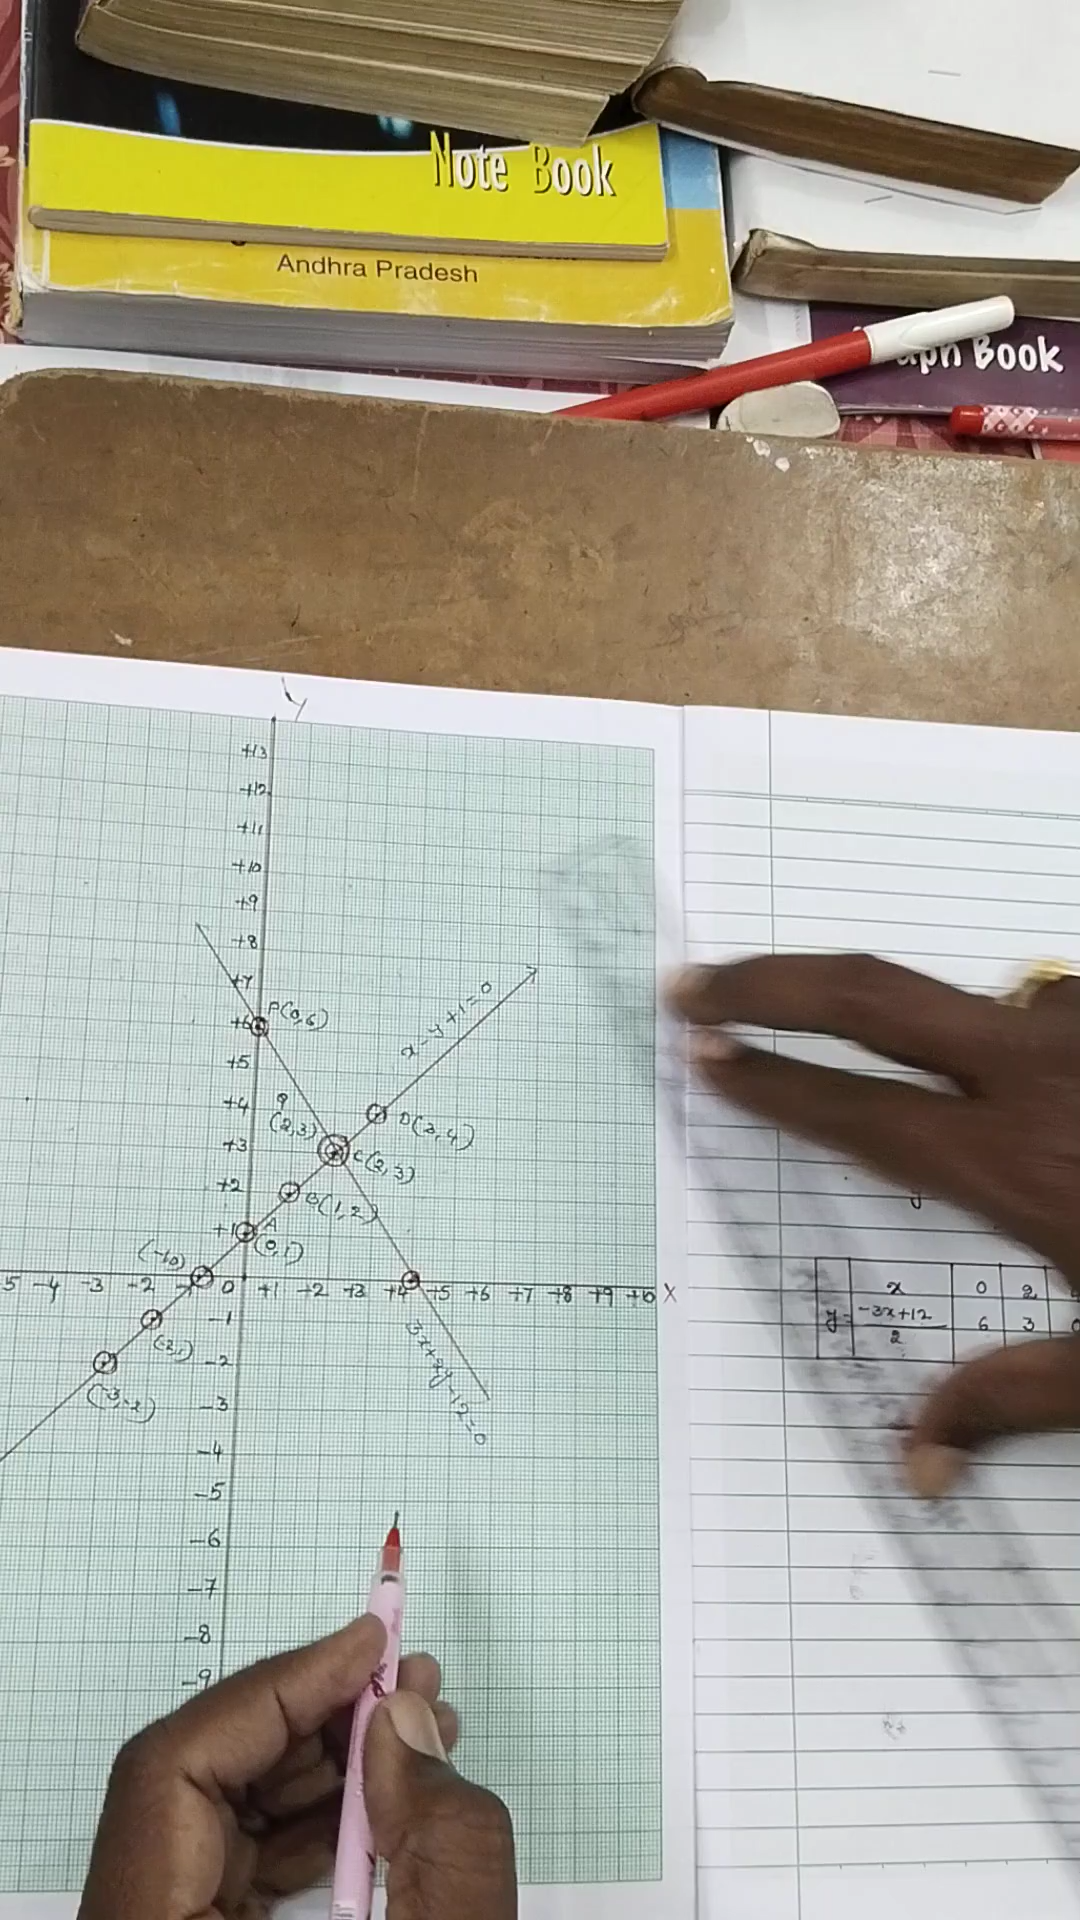 Note Book
Andhra Pradesh
Book
y
+13
+12
+11
+10
+9
+8
+7
+6 P(0,6)
x-y+1=0
+5
+4
(2,3)
D(3,4)
+3
C(2,3)
+2
B(1,2)
+1 A
(0,1)
(-1,0)
5 -4 -3 -2 -1 0 +1 +2 +3 +4 +5 +6 +7 +8 +9 +10 X
-1
-2
(-3,-2)
-3
-4
-5
-6
-7
-8
-9
3x+2y-12=0
x 0 2
y= -3x+12 6 3 0
2